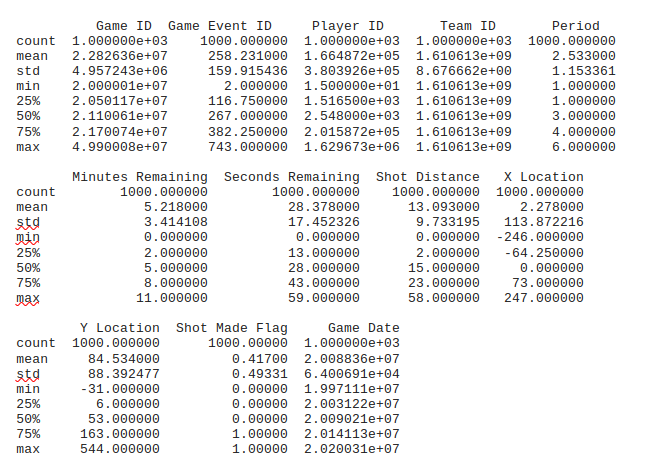 Game ID Game Event ID Player ID Team ID Period
count 1.000000e+03 1000.000000 1.000000e+03 1.000000e+03 1000.000000
mean 2.282636e+07 258.231000 1.664872e+05 1.610613e+09 2.533000
std 4.957243e+06 159.915436 3.803926e+05 8.676662e+00 1.153361
min 2.000001e+07 2.000000 1.500000e+01 1.610613e+09 1.000000
25% 2.050117e+07 116.750000 1.516500e+03 1.610613e+09 1.000000
50% 2.110061e+07 267.000000 2.548000e+03 1.610613e+09 3.000000
75% 2.170074e+07 382.250000 2.015872e+05 1.610613e+09 4.000000
max 4.990008e+07 743.000000 1.629673e+06 1.610613e+09 6.000000
Minutes Remaining Seconds Remaining Shot Distance X Location
count 1000.000000 1000.000000 1000.000000 1000.000000
mean 5.218000 28.378000 13.093000 2.278000
std 3.414108 17.452326 9.733195 113.872216
min 0.000000 0.000000 0.000000 -246.000000
25% 2.000000 13.000000 2.000000 -64.250000
50% 5.000000 28.000000 15.000000 0.000000
75% 8.000000 43.000000 23.000000 73.000000
max 11.000000 59.000000 58.000000 247.000000
Y Location Shot Made Flag Game Date
count 1000.000000 1000.00000 1.000000e+03
mean 84.534000 0.41700 2.008836e+07
std 88.392477 0.49331 6.400691e+04
min -31.000000 0.00000 1.997111e+07
25% 6.000000 0.00000 2.003122e+07
50% 53.000000 0.00000 2.009021e+07
75% 163.000000 1.00000 2.014113e+07
max 544.000000 1.00000 2.020031e+07